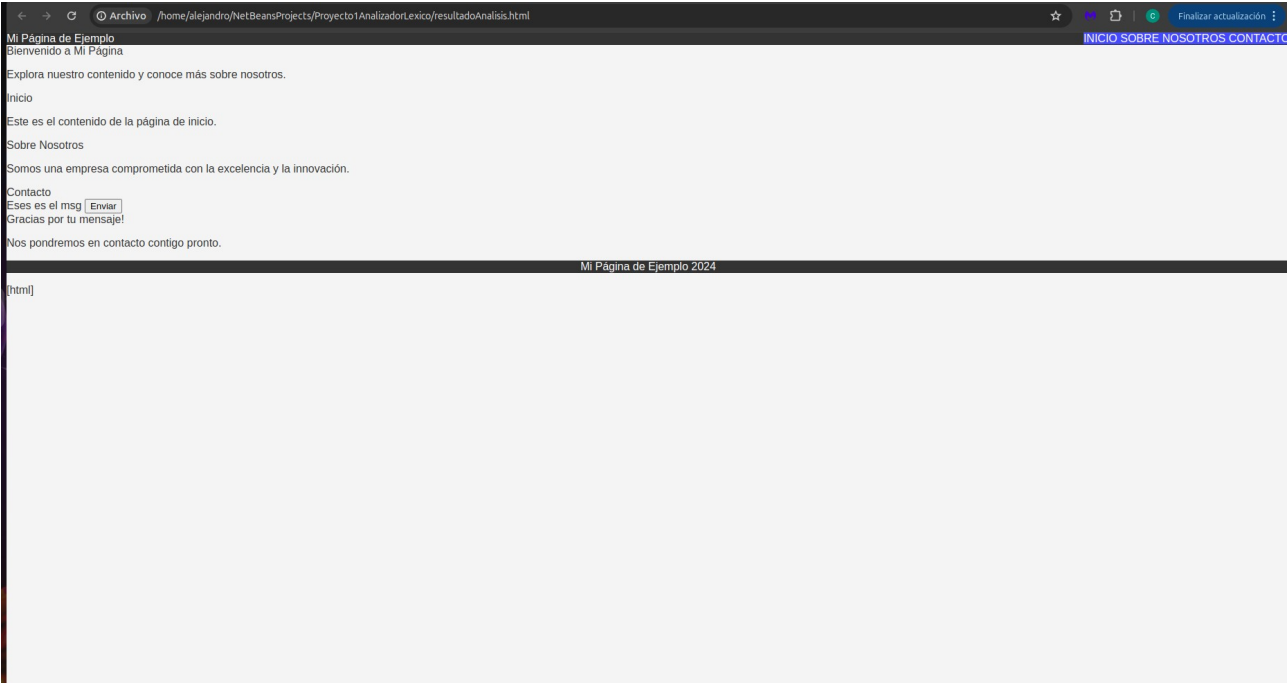 Archivo /home/alejandro/NetBeansProjects/Proyecto1AnalizadorLexico/resultadoAnalisis.html C Finalizar actualización
Mi Página de Ejemplo INICIO SOBRE NOSOTROS CONTACTO
Bienvenido a Mi Página
Explora nuestro contenido y conoce más sobre nosotros.
Inicio
Este es el contenido de la página de inicio.
Sobre Nosotros
Somos una empresa comprometida con la excelencia y la innovación.
Contacto
Eses es el msg Enviar
Gracias por tu mensaje!
Nos pondremos en contacto contigo pronto.
Mi Página de Ejemplo 2024
[html]